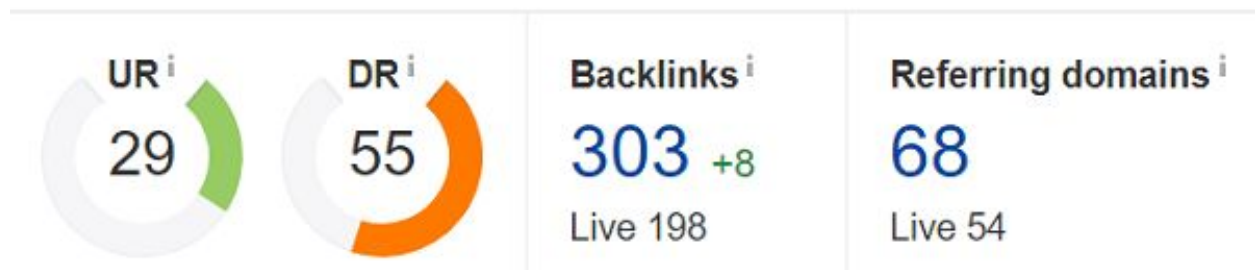 UR i
29
DR i
55
Backlinks i
303 +8
Live 198
Referring domains i
68
Live 54